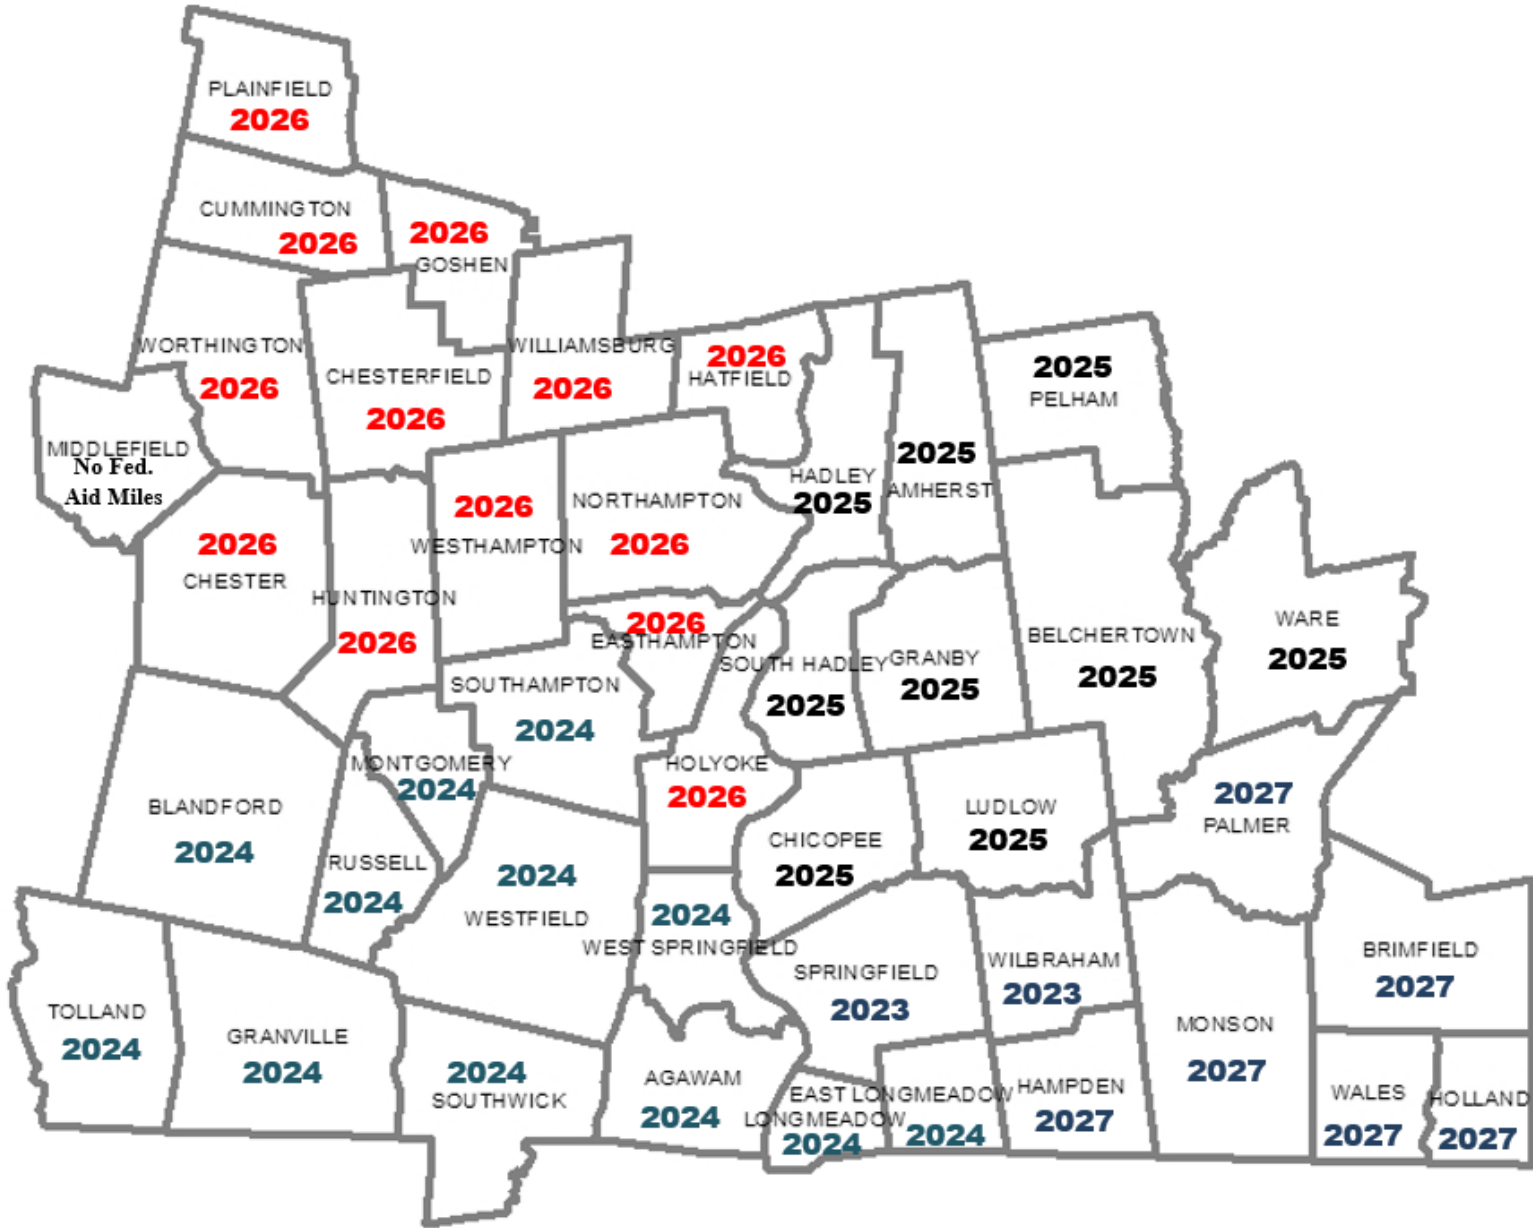 PLAINFIELD
2026
CUMMINGTON
2026
2026
GOSHEN
WORTHINGTON
2026
CHESTERFIELD
2026
WILLIAMSBURG
2026
2026
HATFIELD
2025
PELHAM
MIDDLEFIELD
No Fed.
Aid Miles
2026
CHESTER
HUNTINGTON
2026
2026
WESTHAMPTON
NORTHAMPTON
2026
HADLEY
2025
2025
AMHERST
2026
EASTHAMPTON
SOUTH HADLEY
2025
GRANBY
2025
BELCHERTOWN
2025
WARE
2025
SOUTHAMPTON
2024
MONTGOMERY
2024
HOLYOKE
2026
BLANDFORD
2024
RUSSELL
2024
2024
WESTFIELD
CHICOPEE
2025
LUDLOW
2025
2027
PALMER
2024
WEST SPRINGFIELD
SPRINGFIELD
2023
WILBRAHAM
2023
BRIMFIELD
2027
TOLLAND
2024
GRANVILLE
2024
2024
SOUTHWICK
AGAWAM
2024
LONGMEADOW
2024
EAST LONGMEADOW
2024
HAMPDEN
2027
MONSON
2027
WALES
2027
HOLLAND
2027